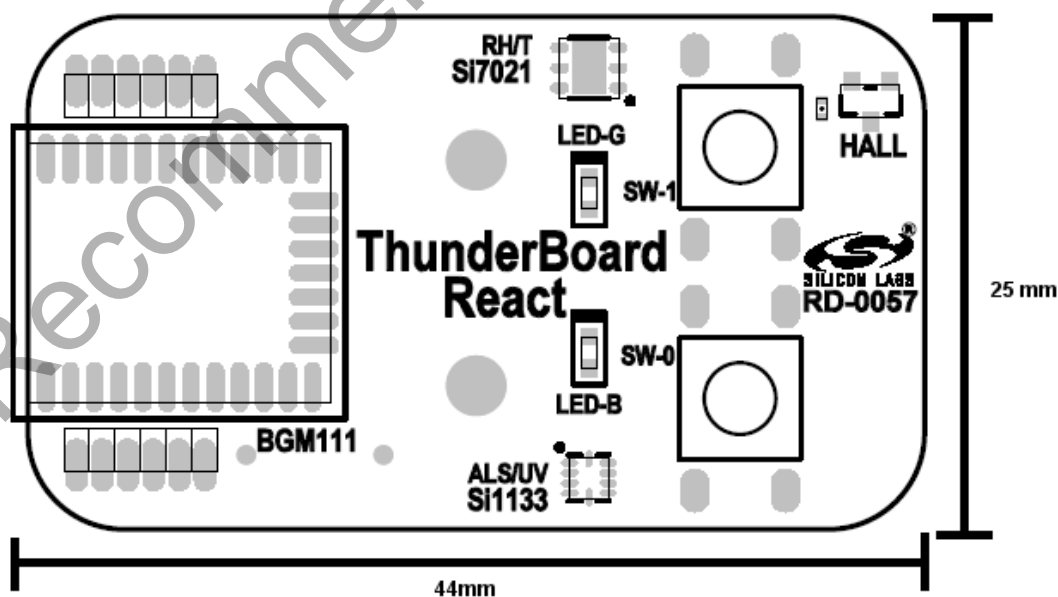 RH/T
Si7021
LED-G
SW-1
HALL
ThunderBoard
React
®
SILICON LABS
RD-0057
25 mm
SW-0
LED-B
BGM111
ALS/UV
Si1133
44mm
Recommen